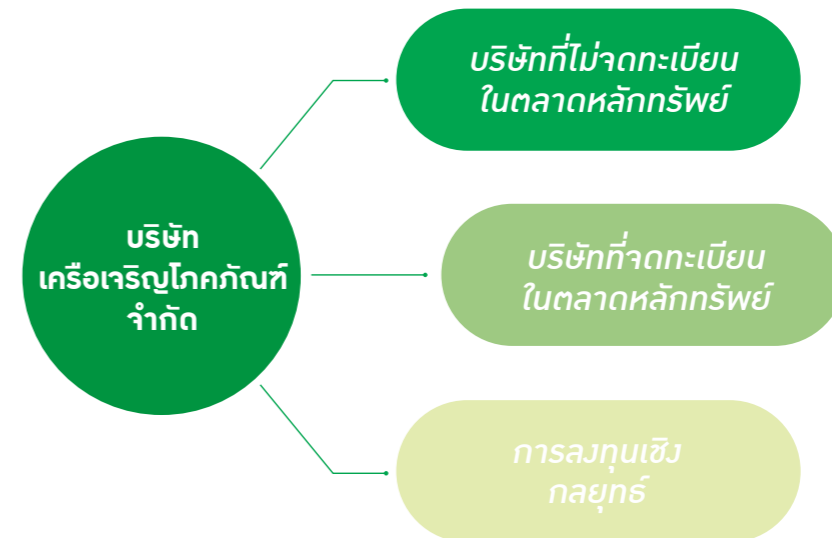 บริษัทที่ไม่จดทะเบียน
ในตลาดหลักทรัพย์
บริษัท
เครือเจริญโภคภัณฑ์
จำกัด
บริษัทที่จดทะเบียน
ในตลาดหลักทรัพย์
การลงทุนเชิง
กลยุทธ์